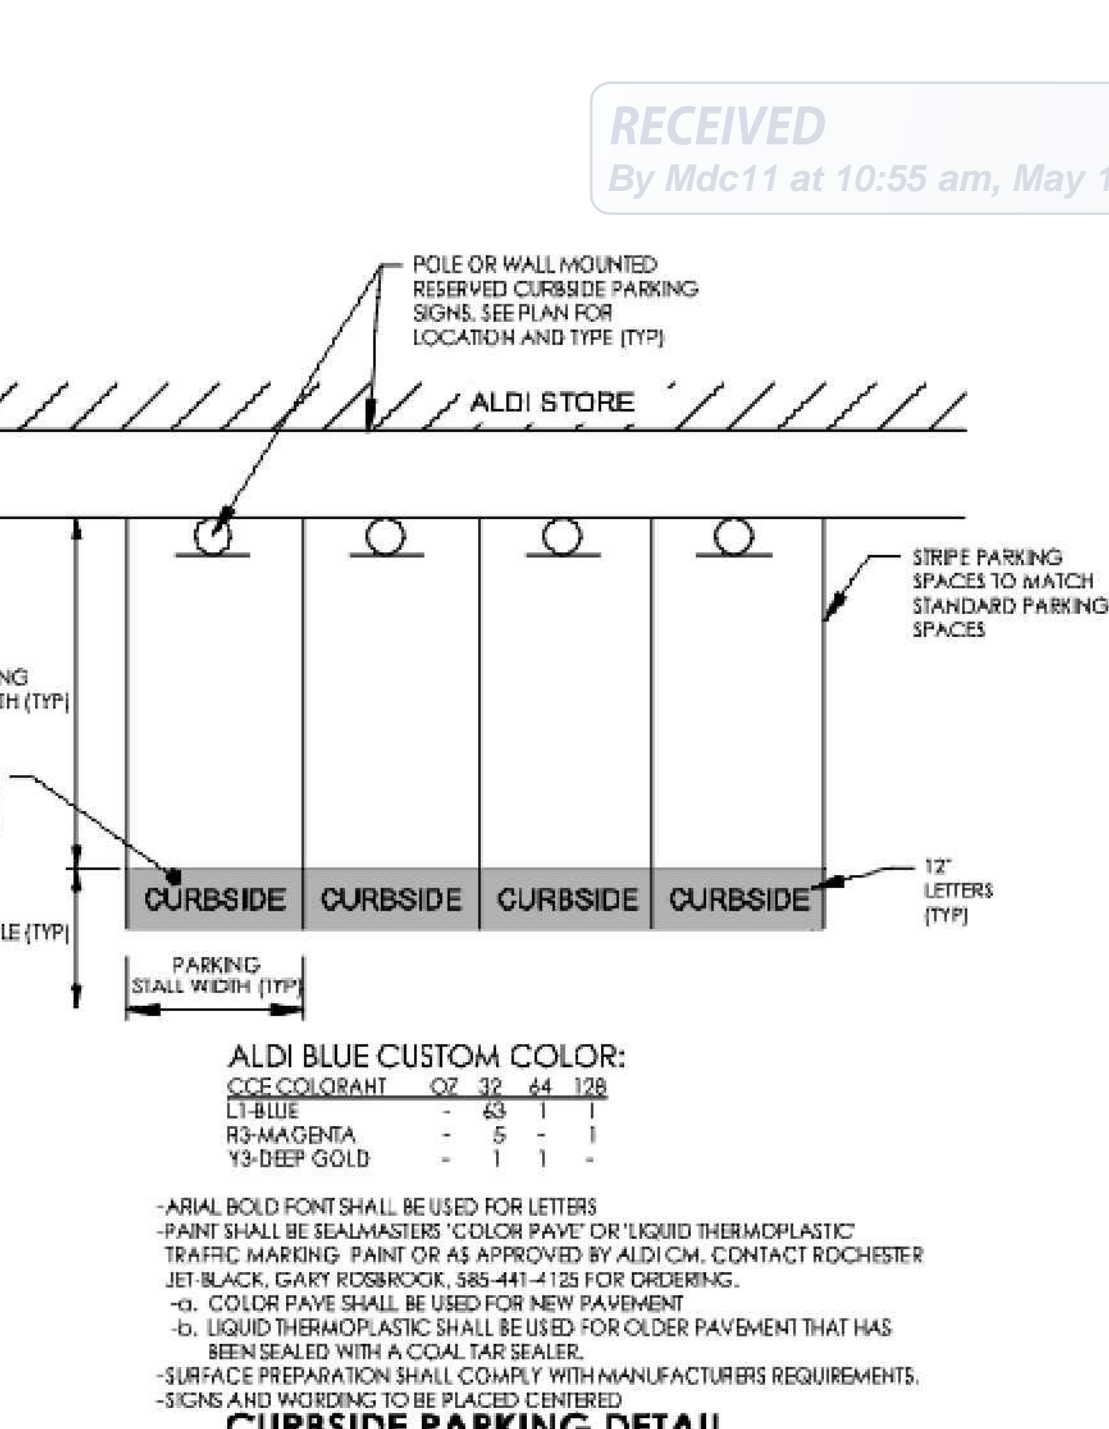 RECEIVED
By Mdc11 at 10:55 am, May 1
POLE OR WALL MOUNTED
RESERVED CURBSIDE PARKING
SIGNS. SEE PLAN FOR
LOCATION AND TYPE (TYP)
ALDI STORE
STRIPE PARKING
SPACES TO MATCH
STANDARD PARKING
SPACES
NG
TH (TYP)
12"
LETTERS
(TYP)
CURBSIDE CURBSIDE CURBSIDE CURBSIDE
LE (TYP)
PARKING
STALL WIDTH (TYP)
ALDI BLUE CUSTOM COLOR:
CCE COLORANT OZ 32 64 128
L1-BLUE - 63 1 1
R3-MAGENTA - 5 - 1
Y3-DEEP GOLD - 1 1 -
-ARIAL BOLD FONT SHALL BE USED FOR LETTERS
-PAINT SHALL BE SEALMASTERS 'COLOR PAVE' OR 'LIQUID THERMOPLASTIC'
TRAFFIC MARKING PAINT OR AS APPROVED BY ALDI CM. CONTACT ROCHESTER
JET-BLACK, GARY ROSBROOK, 585-441-4125 FOR ORDERING.
-a. COLOR PAVE SHALL BE USED FOR NEW PAVEMENT
-b. LIQUID THERMOPLASTIC SHALL BE USED FOR OLDER PAVEMENT THAT HAS
BEEN SEALED WITH A COAL TAR SEALER.
-SURFACE PREPARATION SHALL COMPLY WITH MANUFACTURERS REQUIREMENTS.
-SIGNS AND WORDING TO BE PLACED CENTERED
CURBSIDE PARKING DETAIL